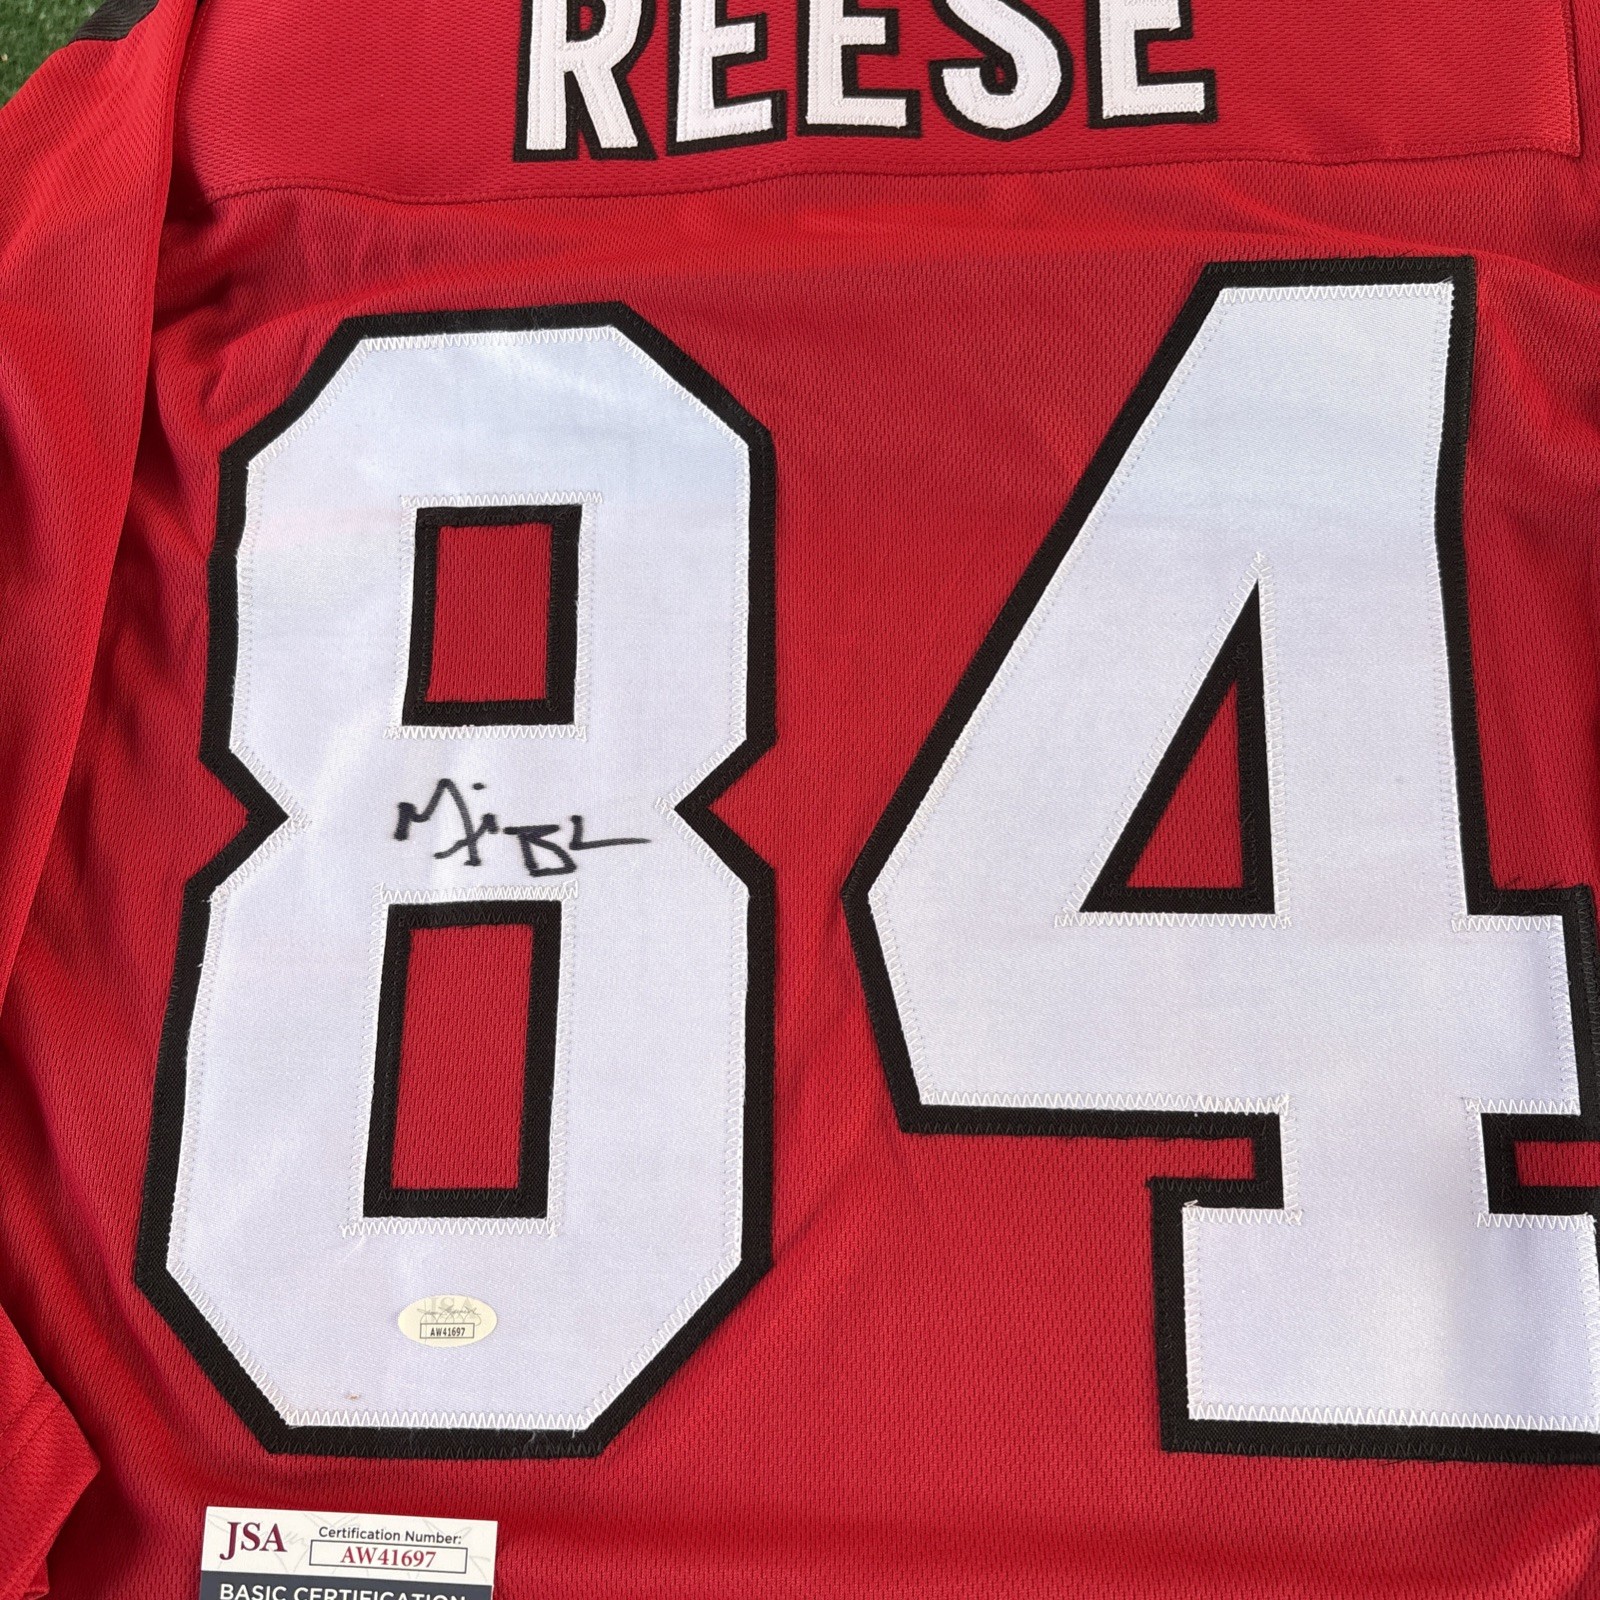 REESE
84
AW41697
JSA Certification Number:
AW41697
BASIC CERTIFICATION